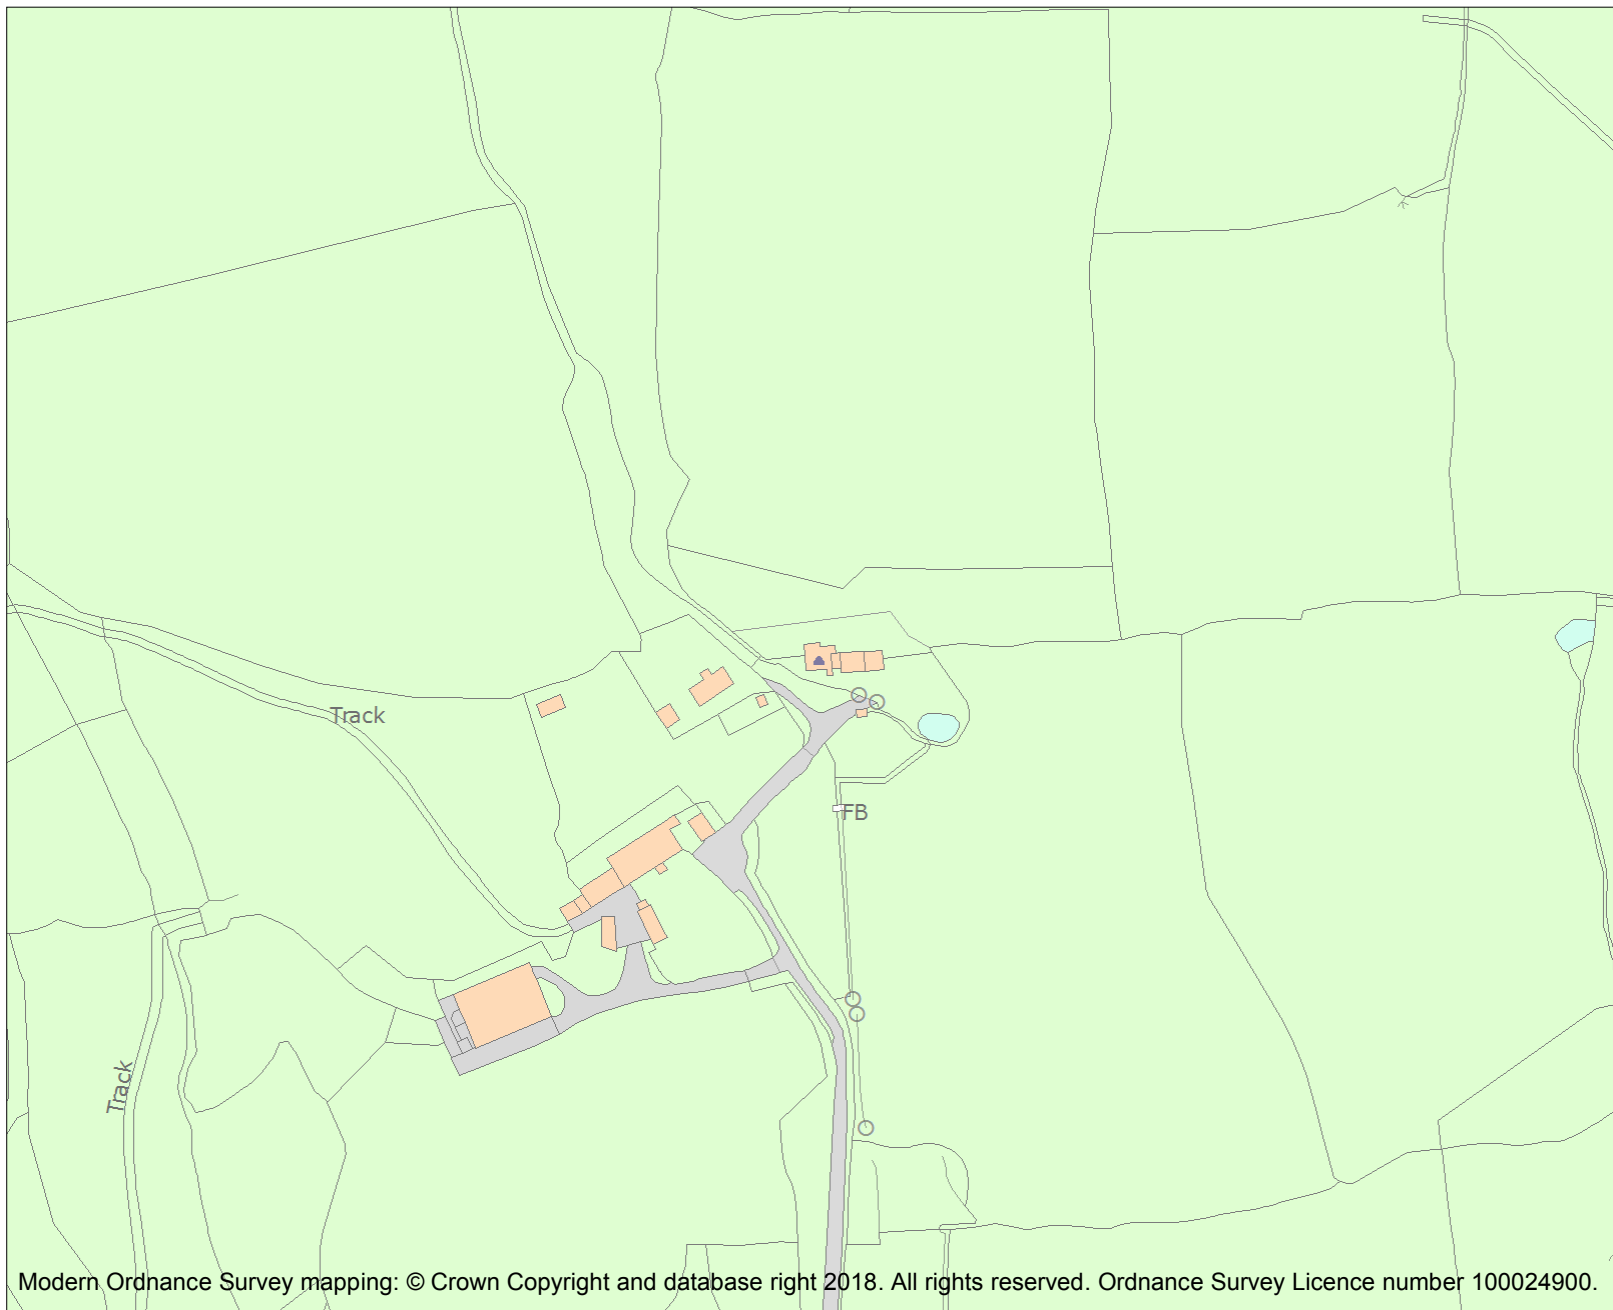 Track
FB
Track
Modern Ordnance Survey mapping: © Crown Copyright and database right 2018. All rights reserved. Ordnance Survey Licence number 100024900.